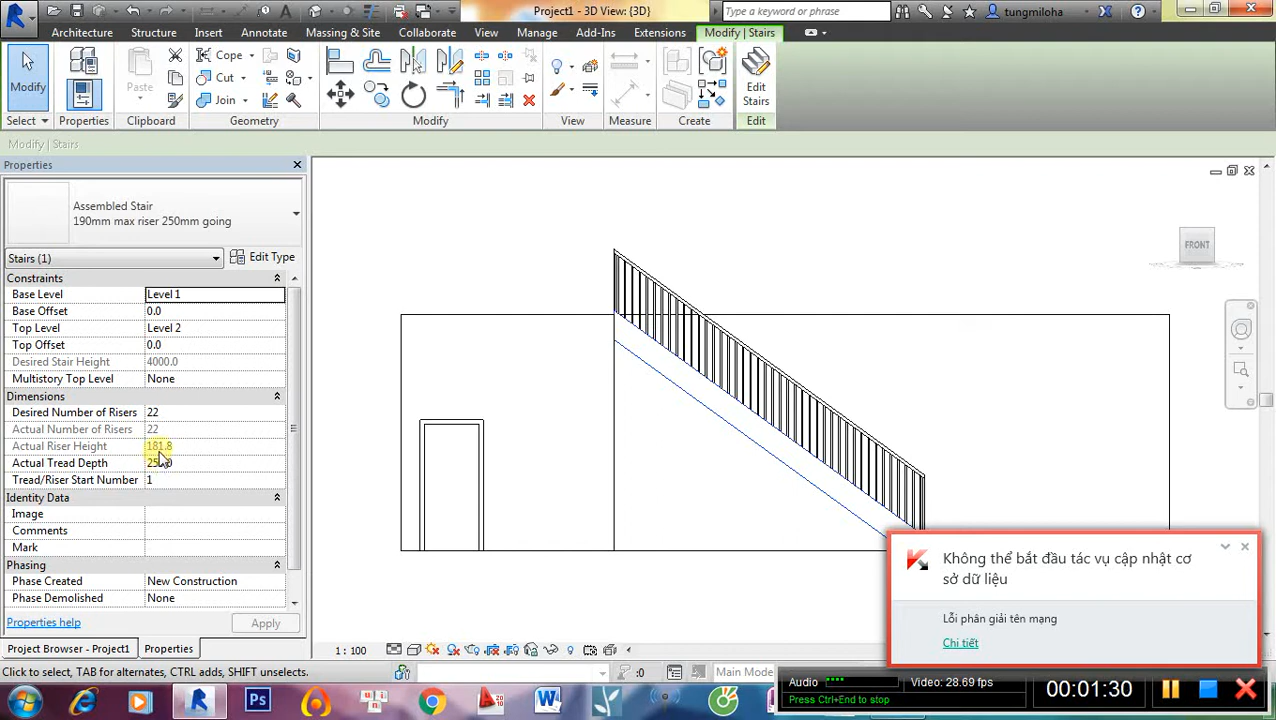 Project1 - 3D View: {3D}
Type a keyword or phrase
tungmiloha
Structure
Insert
Annotate
Massing & Site
Collaborate
View
Manage
Add-Ins
Extensions
Modify | Stairs
Modify
Paste
Cope
Cut
Join
Edit
Stairs
Select
Properties
Clipboard
Geometry
Modify
View
Measure
Create
Edit
Modify | Stairs
Properties
Assembled Stair
190mm max riser 250mm going
Stairs (1)
Edit Type
Constraints
Base Level Level 1
Base Offset 0.0
Top Level Level 2
Top Offset 0.0
Desired Stair Height 4000.0
Multistory Top Level None
Dimensions
Desired Number of Risers 22
Actual Number of Risers 22
Actual Riser Height 181.8
Actual Tread Depth
Tread/Riser Start Number 1
Identity Data
Image
Comments
Mark
Phasing
Phase Created New Construction
Phase Demolished None
Properties help
Apply
Project Browser - Project1
Properties
FRONT
1 : 100
Click to select, TAB for alternates, CTRL adds, SHIFT unselects.
:0
Main Mode
Không thể bắt đầu tác vụ cập nhật cơ
sở dữ liệu
Lỗi phân giải tên mạng
Chi tiết
Audio
Video: 28.69 fps
Press Ctrl+End to stop
00:01:30